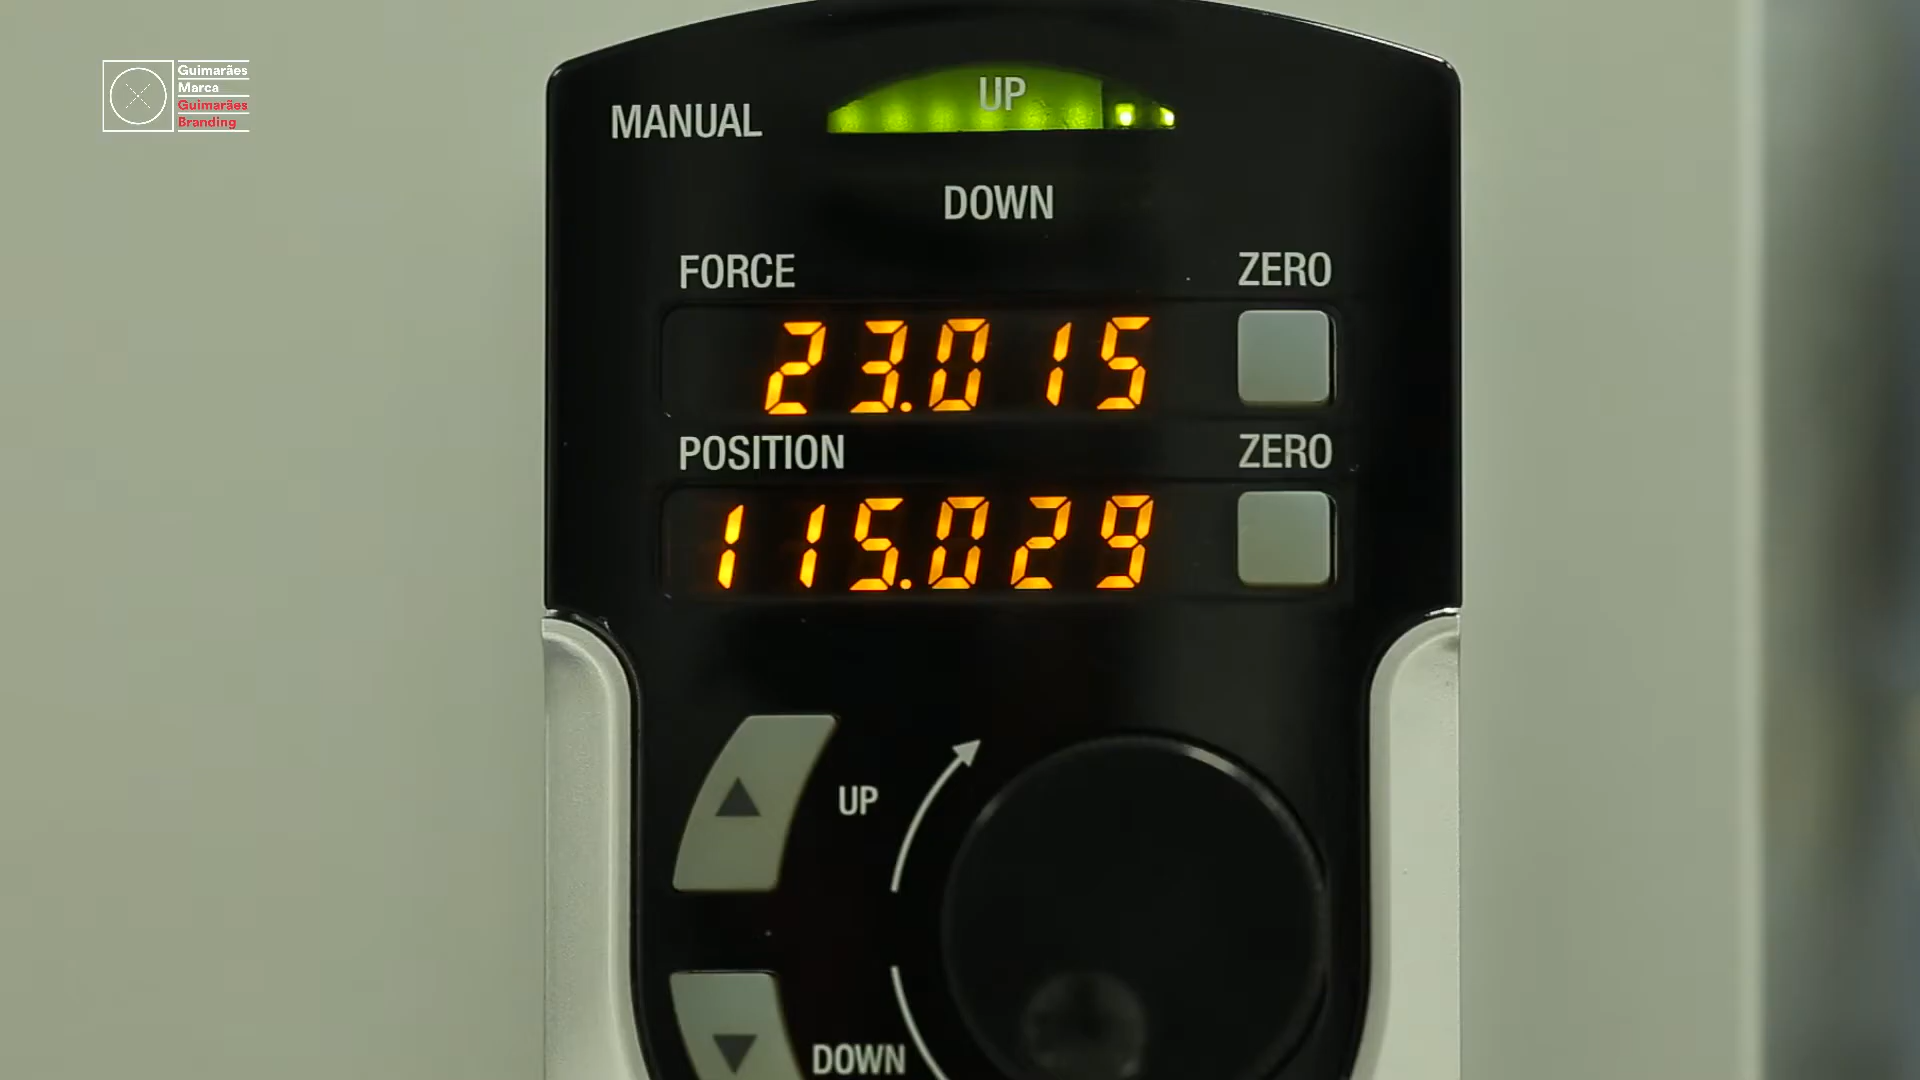 Guimarães
Marca
Guimarães
Branding
MANUAL
UP
DOWN
FORCE
ZERO
23.015
POSITION
ZERO
115.029
UP
DOWN